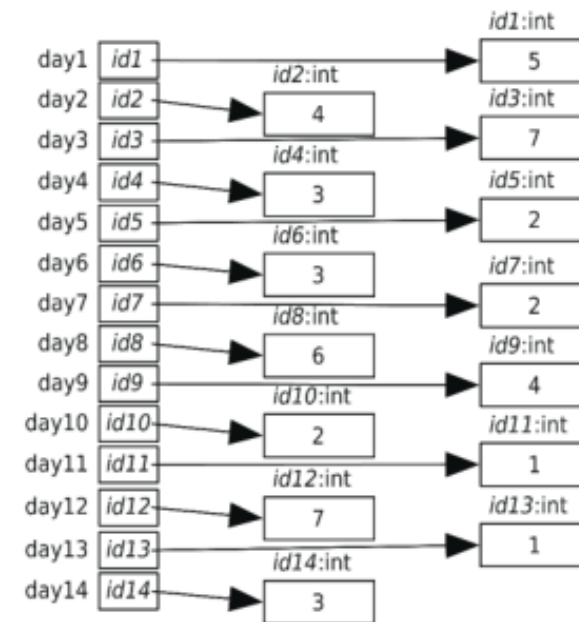 id1:int
day1 id1 5
id2:int
day2 id2 4
id3:int
day3 id3 7
id4:int
day4 id4 3
id5:int
day5 id5 2
id6:int
day6 id6 3
id7:int
day7 id7 2
id8:int
day8 id8 6
id9:int
day9 id9 4
id10:int
day10 id10 2
id11:int
day11 id11 1
id12:int
day12 id12 7
id13:int
day13 id13 1
id14:int
day14 id14 3